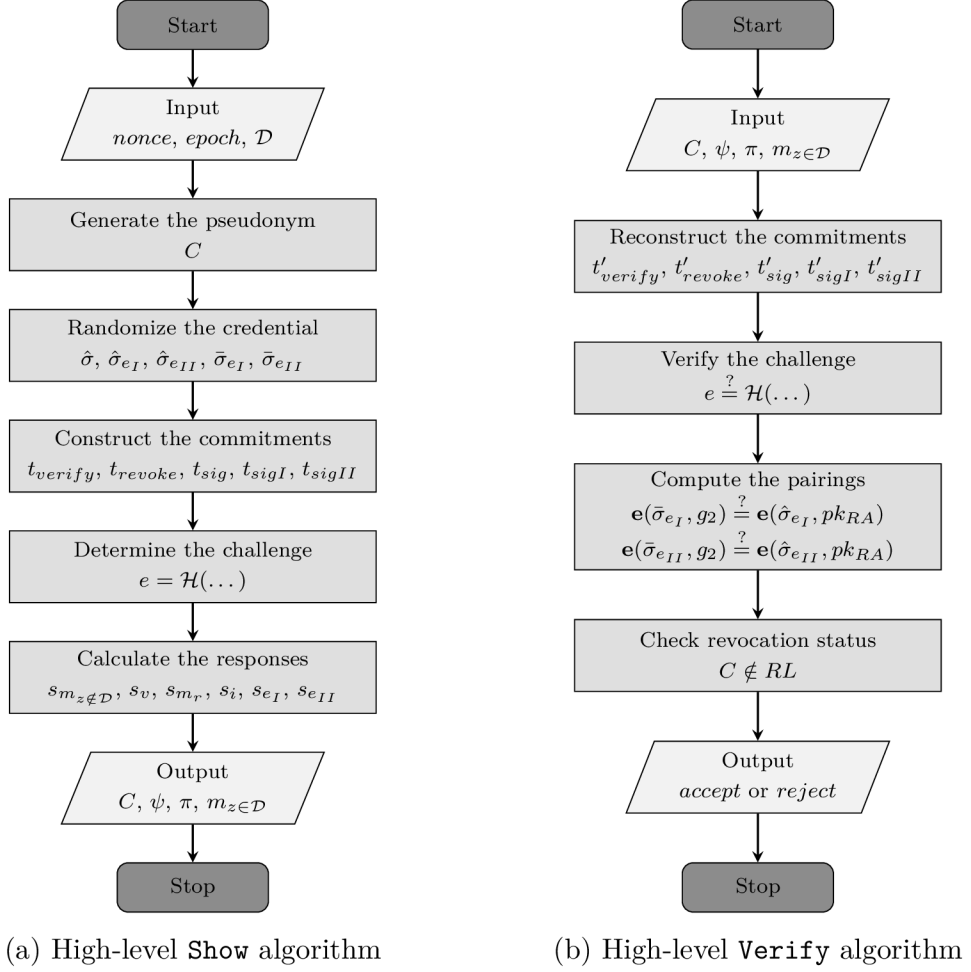 Start
Input
nonce, epoch, 𝒟
Generate the pseudonym
C
Randomize the credential
σ̂, σ̂_{e_I}, σ̂_{e_{II}}, σ̄_{e_I}, σ̄_{e_{II}}
Construct the commitments
t_{verify}, t_{revoke}, t_{sig}, t_{sigI}, t_{sigII}
Determine the challenge
e = ℋ(...)
Calculate the responses
s_{m_{z∉𝒟}}, s_v, s_{m_r}, s_i, s_{e_I}, s_{e_{II}}
Output
C, ψ, π, m_{z∈𝒟}
Stop
(a) High-level Show algorithm
Start
Input
C, ψ, π, m_{z∈𝒟}
Reconstruct the commitments
t'_{verify}, t'_{revoke}, t'_{sig}, t'_{sigI}, t'_{sigII}
Verify the challenge
e ≟ ℋ(...)
Compute the pairings
e(σ̄_{e_I}, g_2) ≟ e(σ̂_{e_I}, pk_{RA})
e(σ̄_{e_{II}}, g_2) ≟ e(σ̂_{e_{II}}, pk_{RA})
Check revocation status
C ∉ RL
Output
accept or reject
Stop
(b) High-level Verify algorithm